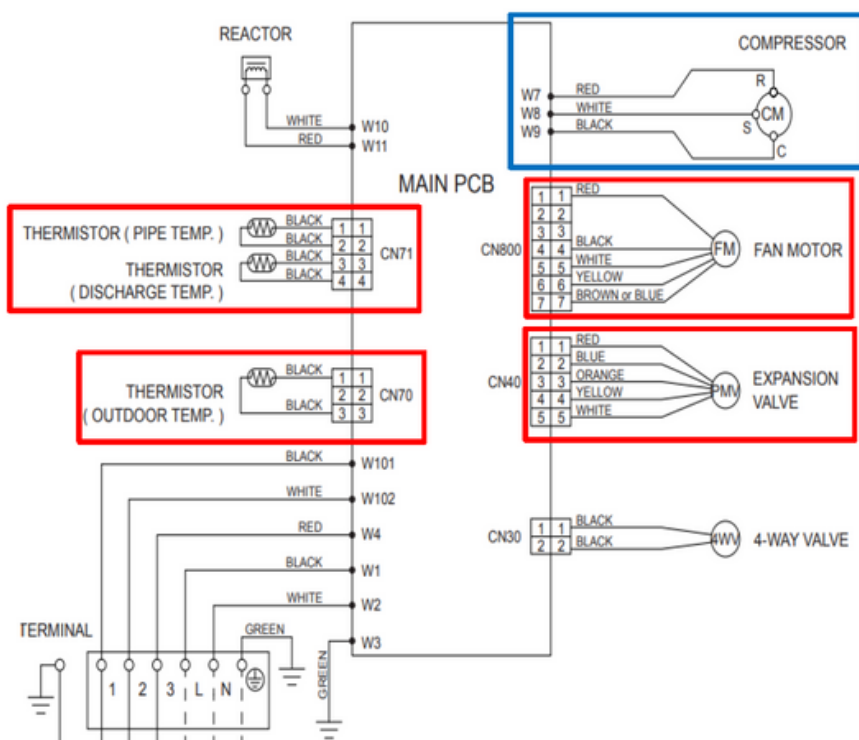 REACTOR
WHITE
RED
W10
W11
MAIN PCB
COMPRESSOR
W7 RED
W8 WHITE
W9 BLACK
R
S
C
CM
THERMISTOR ( PIPE TEMP. )
THERMISTOR
( DISCHARGE TEMP. )
BLACK
BLACK
BLACK
BLACK
1 1
2 2
3 3
4 4
CN71
CN800
1 1 RED
2 2
3 3
4 4 BLACK
5 5 WHITE
6 6 YELLOW
7 7 BROWN or BLUE
FM
FAN MOTOR
THERMISTOR
( OUTDOOR TEMP. )
BLACK
BLACK
1 1
2 2
3 3
CN70
CN40
1 1 RED
2 2 BLUE
3 3 ORANGE
4 4 YELLOW
5 5 WHITE
PMV
EXPANSION
VALVE
BLACK W101
WHITE W102
RED W4
BLACK W1
WHITE W2
GREEN
W3
GREEN
CN30
1 1 BLACK
2 2 BLACK
4WV
4-WAY VALVE
TERMINAL
1 2 3 L N